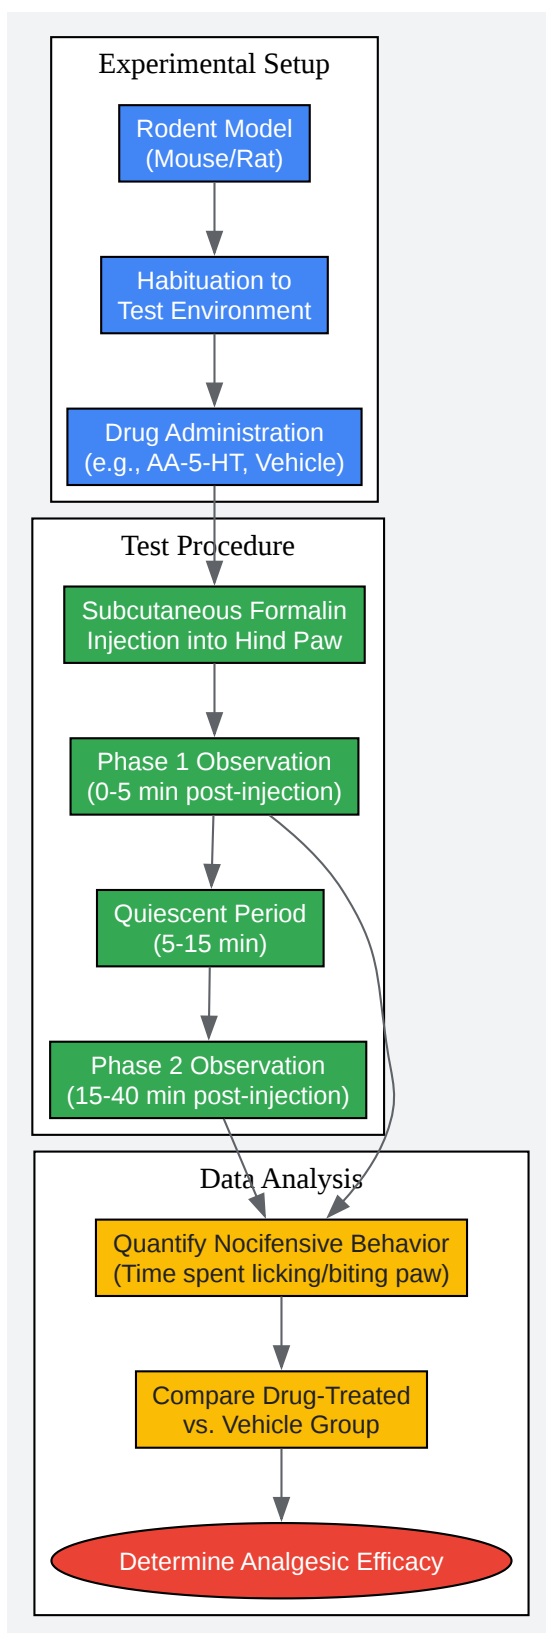 Experimental Setup
Rodent Model
(Mouse/Rat)
Habituation to
Test Environment
Drug Administration
(e.g., AA-5-HT, Vehicle)
Test Procedure
Subcutaneous Formalin
Injection into Hind Paw
Phase 1 Observation
(0-5 min post-injection)
Quiescent Period
(5-15 min)
Phase 2 Observation
(15-40 min post-injection)
Data Analysis
Quantify Nocifensive Behavior
(Time spent licking/biting paw)
Compare Drug-Treated
vs. Vehicle Group
Determine Analgesic Efficacy